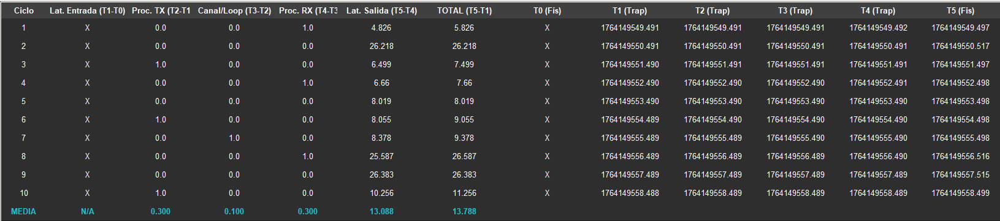 Ciclo Lat. Entrada (T1-T0) Proc. TX (T2-T1 Canal/Loop (T3-T2) Proc. RX (T4-T3 Lat. Salida (T5-T4) TOTAL (T5-T1) T0 (Fis) T1 (Trap) T2 (Trap) T3 (Trap) T4 (Trap) T5 (Fis)
1 X 0.0 0.0 1.0 4.826 5.826 X 1764149549.491 1764149549.491 1764149549.491 1764149549.492 1764149549.497
2 X 0.0 0.0 0.0 26.218 26.218 X 1764149550.491 1764149550.491 1764149550.491 1764149550.491 1764149550.517
3 X 1.0 0.0 0.0 6.499 7.499 X 1764149551.490 1764149551.491 1764149551.491 1764149551.491 1764149551.497
4 X 0.0 0.0 1.0 6.66 7.66 X 1764149552.490 1764149552.490 1764149552.490 1764149552.491 1764149552.498
5 X 0.0 0.0 0.0 8.019 8.019 X 1764149553.490 1764149553.490 1764149553.490 1764149553.490 1764149553.498
6 X 1.0 0.0 0.0 8.055 9.055 X 1764149554.489 1764149554.490 1764149554.490 1764149554.490 1764149554.498
7 X 0.0 1.0 0.0 8.378 9.378 X 1764149555.489 1764149555.489 1764149555.490 1764149555.490 1764149555.498
8 X 0.0 0.0 1.0 25.587 26.587 X 1764149556.489 1764149556.489 1764149556.489 1764149556.490 1764149556.516
9 X 0.0 0.0 0.0 26.383 26.383 X 1764149557.489 1764149557.489 1764149557.489 1764149557.489 1764149557.515
10 X 1.0 0.0 0.0 10.256 11.256 X 1764149558.488 1764149558.489 1764149558.489 1764149558.489 1764149558.499
MEDIA N/A 0.300 0.100 0.300 13.088 13.788